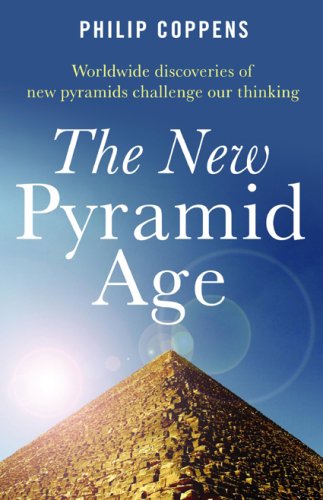 PHILIP COPPENS
Worldwide discoveries of
new pyramids challenge our thinking
The New
Pyramid
Age